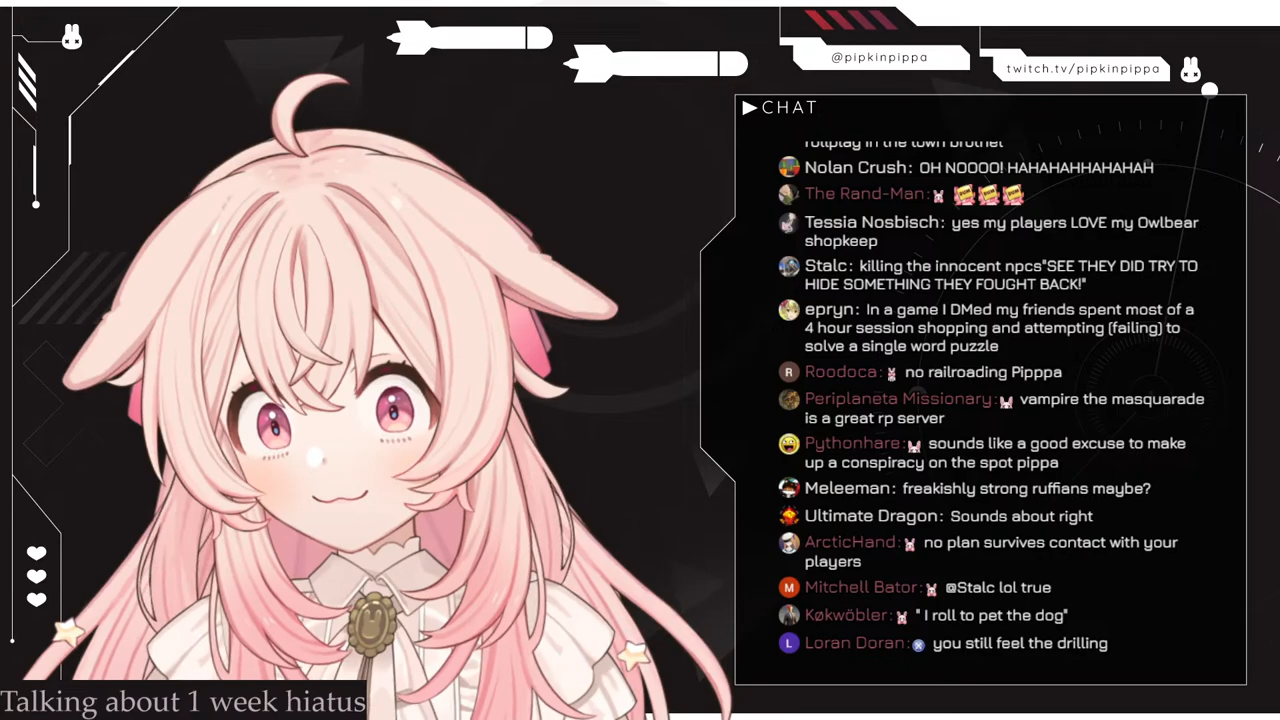 @pipkinpippa
twitch.tv/pipkinpippa
▶CHAT
rollplay in the town brothel
Nolan Crush: OH NOOOO! HAHAHAHHAHAHAH
The Rand-Man:
Tessia Nosbisch: yes my players LOVE my Owlbear
shopkeep
Stalc: killing the innocent npcs"SEE THEY DID TRY TO
HIDE SOMETHING THEY FOUGHT BACK!"
epryn: In a game I DMed my friends spent most of a
4 hour session shopping and attempting (failing) to
solve a single word puzzle
R Roodoca: no railroading Pipppa
Periplaneta Missionary: vampire the masquarade
is a great rp server
Pythonhare: sounds like a good excuse to make
up a conspiracy on the spot pippa
Meleeman: freakishly strong ruffians maybe?
Ultimate Dragon: Sounds about right
ArcticHand: no plan survives contact with your
players
M Mitchell Bator: @Stalc lol true
Køkwöbler: " I roll to pet the dog"
L Loran Doran: you still feel the drilling
Talking about 1 week hiatus